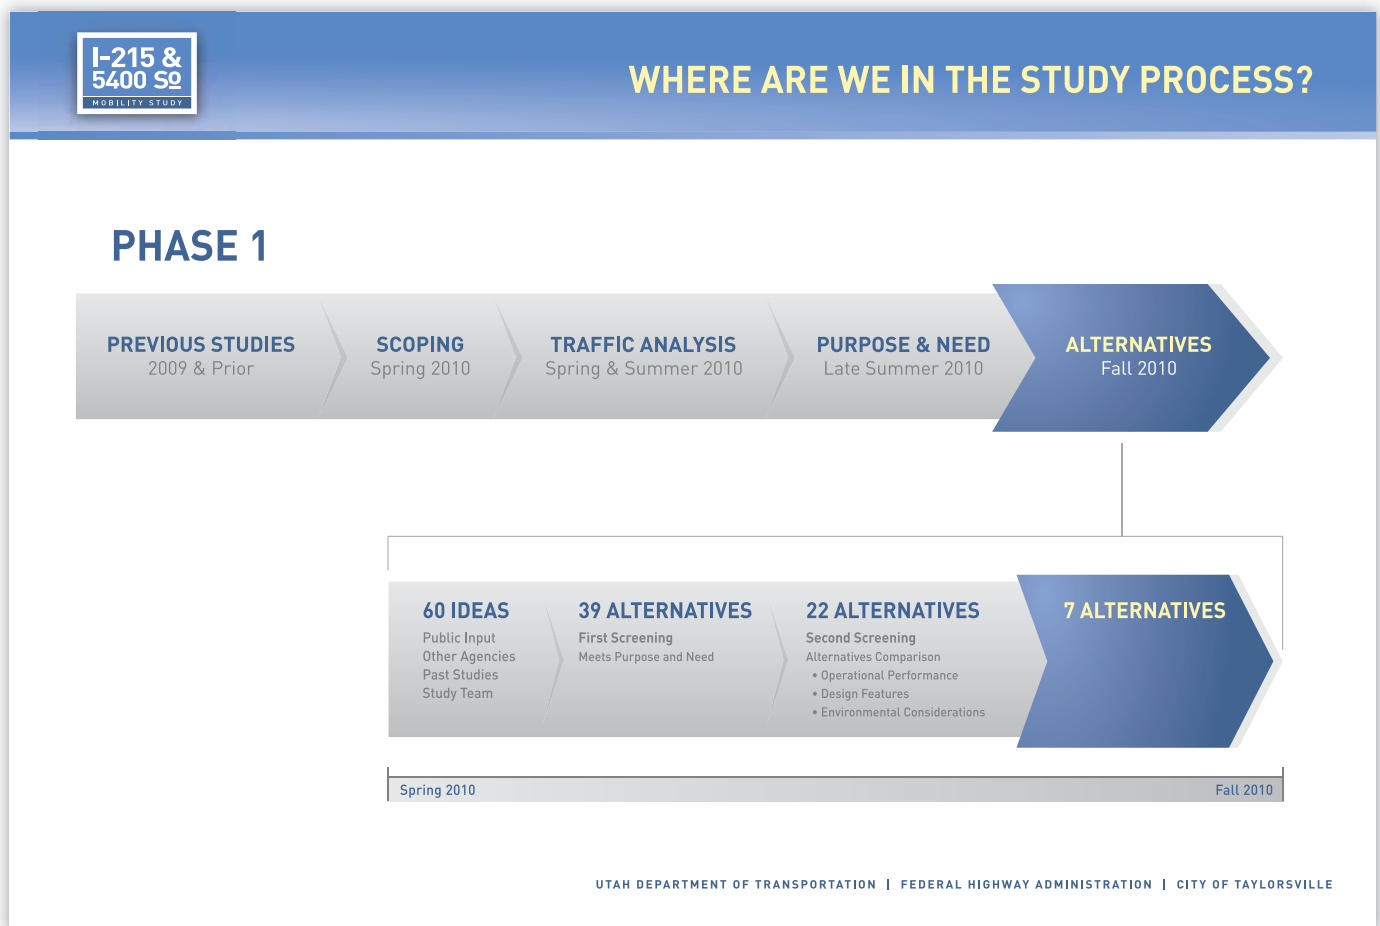 I-215 &
5400 So
MOBILITY STUDY
WHERE ARE WE IN THE STUDY PROCESS?
PHASE 1
PREVIOUS STUDIES
2009 & Prior
SCOPING
Spring 2010
TRAFFIC ANALYSIS
Spring & Summer 2010
PURPOSE & NEED
Late Summer 2010
ALTERNATIVES
Fall 2010
60 IDEAS
Public Input
Other Agencies
Past Studies
Study Team
39 ALTERNATIVES
First Screening
Meets Purpose and Need
22 ALTERNATIVES
Second Screening
Alternatives Comparison
• Operational Performance
• Design Features
• Environmental Considerations
7 ALTERNATIVES
Spring 2010
Fall 2010
UTAH DEPARTMENT OF TRANSPORTATION | FEDERAL HIGHWAY ADMINISTRATION | CITY OF TAYLORSVILLE